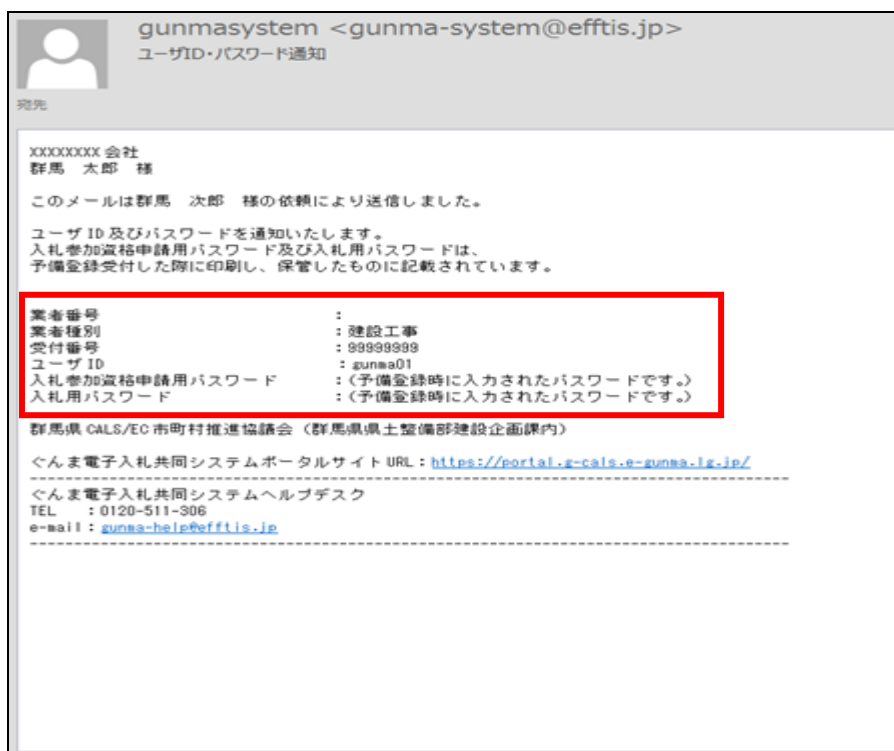 gunmasystem <gunma-system@efftis.jp>
ユーザID・パスワード通知
宛先
XXXXXXXX 会社
群馬　太郎　様
このメールは群馬　次郎　様の依頼により送信しました。
ユーザ ID 及びパスワードを通知いたします。
入札参加資格申請用パスワード及び入札用パスワードは、
予備登録受付した際に印刷し、保管したものに記載されています。
業者番号　：
業者種別　：建設工事
受付番号　：99999999
ユーザ ID　：gunma01
入札参加資格申請用パスワード　：（予備登録時に入力されたパスワードです。）
入札用パスワード　：（予備登録時に入力されたパスワードです。）
群馬県 CALS/EC 市町村推進協議会（群馬県県土整備部建設企画課内）
ぐんま電子入札共同システムポータルサイト URL：https://portal.g-cals.e-gunma.lg.jp/
--------------------------------------------------------------------------------
ぐんま電子入札共同システムヘルプデスク
TEL　：0120-511-306
e-mail：gunma-help@efftis.jp
--------------------------------------------------------------------------------